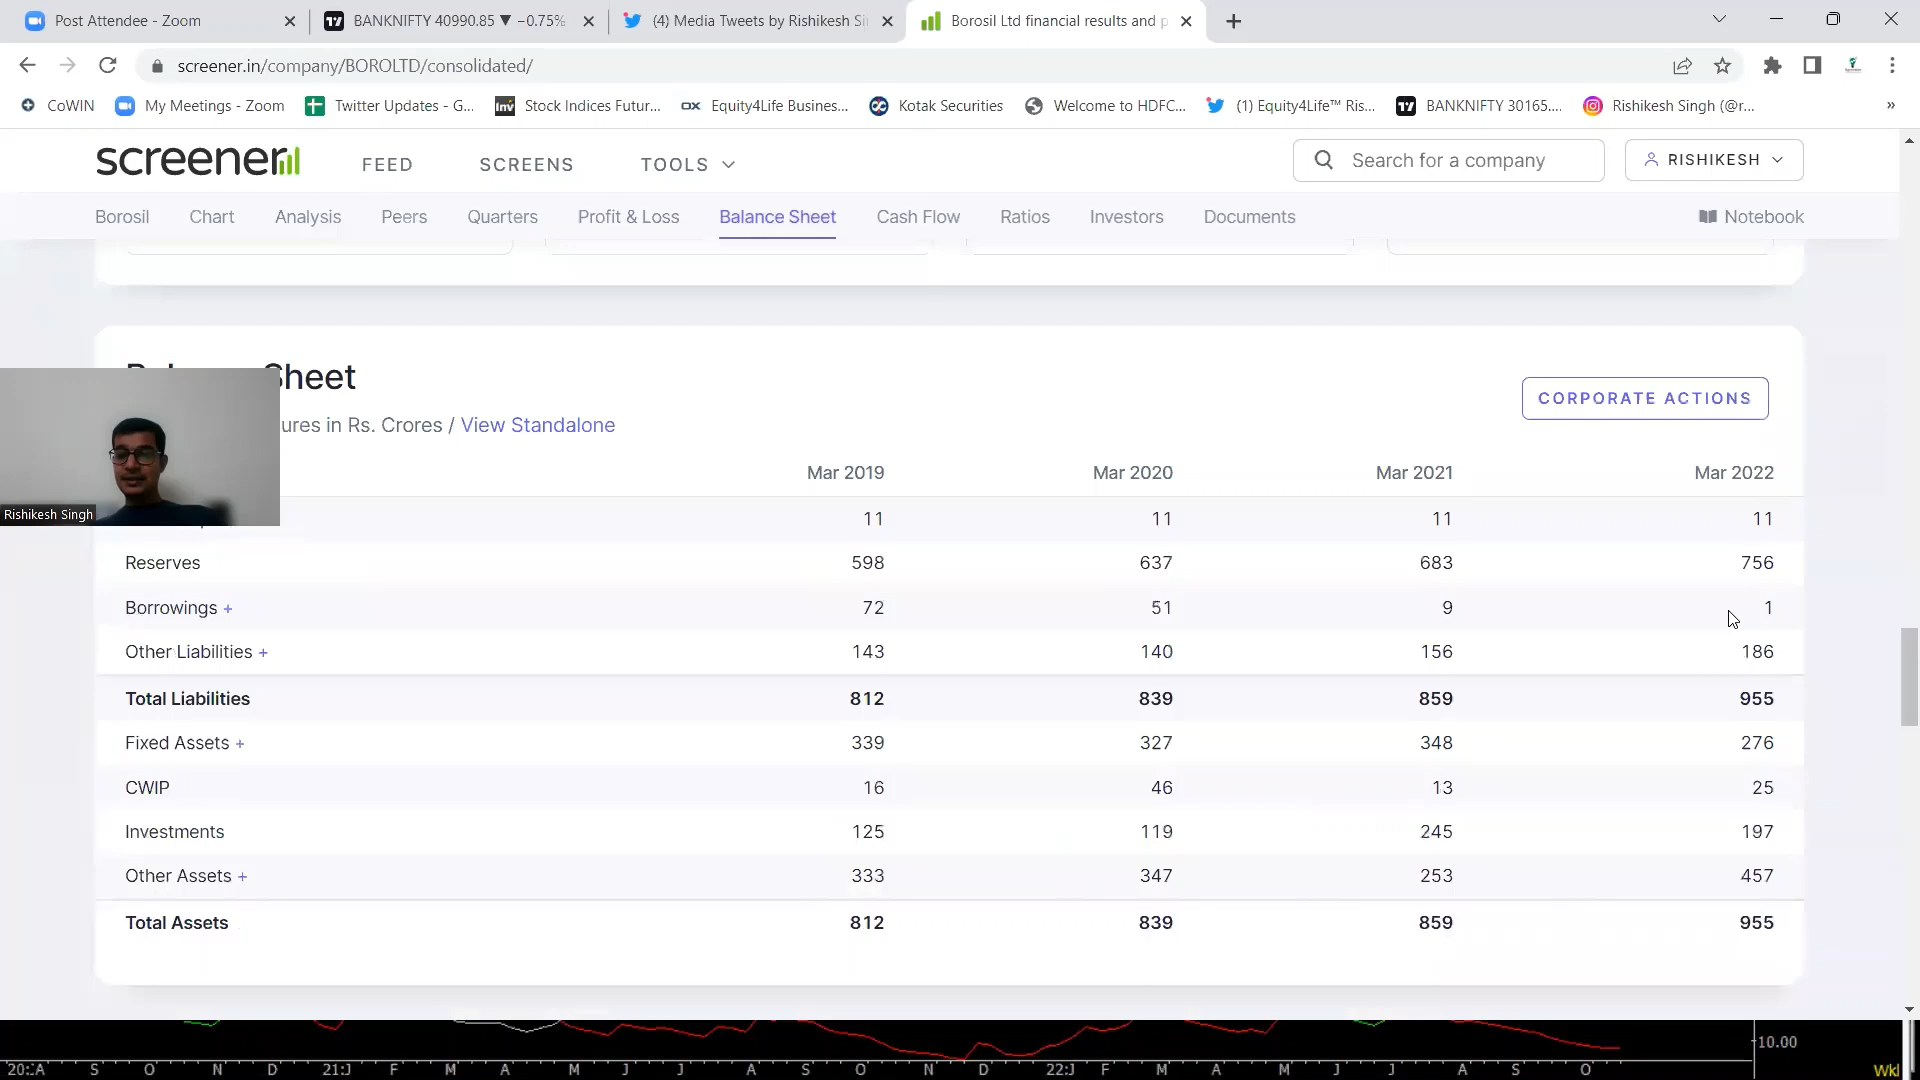 Post Attendee - Zoom
BANKNIFTY 40990.85 ▼ −0.75%
(4) Media Tweets by Rishikesh Si
Borosil Ltd financial results and p
screener.in/company/BOROLTD/consolidated/
CoWIN
My Meetings - Zoom
Twitter Updates - G...
Stock Indices Futur...
Equity4Life Busines...
Kotak Securities
Welcome to HDFC...
(1) Equity4Life™ Ris...
BANKNIFTY 30165....
Rishikesh Singh (@r...
»
screener
FEED
SCREENS
TOOLS
Search for a company
RISHIKESH
Borosil Chart Analysis Peers Quarters Profit & Loss Balance Sheet Cash Flow Ratios Investors Documents Notebook
Sheet
ures in Rs. Crores / View Standalone
CORPORATE ACTIONS
Rishikesh Singh
Mar 2019 Mar 2020 Mar 2021 Mar 2022
11 11 11 11
Reserves 598 637 683 756
Borrowings + 72 51 9 1
Other Liabilities + 143 140 156 186
Total Liabilities 812 839 859 955
Fixed Assets + 339 327 348 276
CWIP 16 46 13 25
Investments 125 119 245 197
Other Assets + 333 347 253 457
Total Assets 812 839 859 955
10.00
S O N D 21:J F M A M J J A S O N D 22:J F M A M J J A S O
Wkl